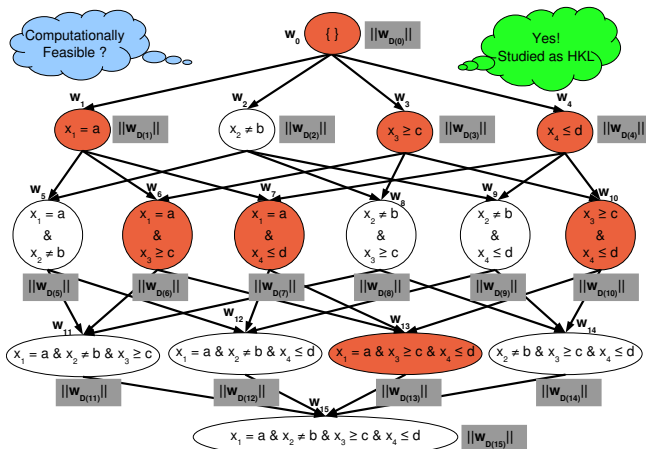 Computationally
Feasible ?
w0
{ }
||wD(0)||
Yes!
Studied as HKL
w1
w2
w3
w4
x1 = a
||wD(1)||
x2 ≠ b
||wD(2)||
x3 ≥ c
||wD(3)||
x4 ≤ d
||wD(4)||
w5
w6
w7
w8
w9
w10
x1 = a
&
x2 ≠ b
x1 = a
&
x3 ≥ c
x1 = a
&
x4 ≤ d
x2 ≠ b
&
x3 ≥ c
x2 ≠ b
&
x4 ≤ d
x3 ≥ c
&
x4 ≤ d
||wD(5)||
||wD(6)||
||wD(7)||
||wD(8)||
||wD(9)||
||wD(10)||
w11
w12
w13
w14
x1 = a & x2 ≠ b & x3 ≥ c
x1 = a & x2 ≠ b & x4 ≤ d
x1 = a & x3 ≥ c & x4 ≤ d
x2 ≠ b & x3 ≥ c & x4 ≤ d
||wD(11)||
||wD(12)||
||wD(13)||
||wD(14)||
w15
x1 = a & x2 ≠ b & x3 ≥ c & x4 ≤ d
||wD(15)||